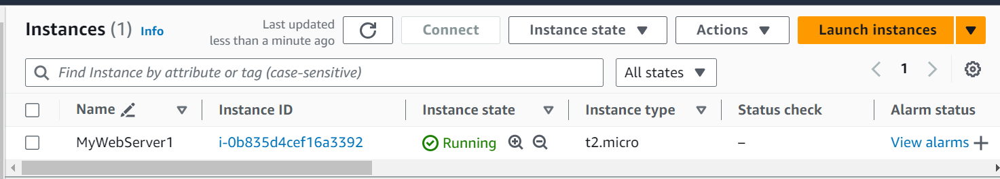 Instances (1) Info
Last updated
less than a minute ago
Connect
Instance state
Actions
Launch instances
Find Instance by attribute or tag (case-sensitive)
All states
1
Name Instance ID Instance state Instance type Status check Alarm status
MyWebServer1 i-0b835d4cef16a3392 Running t2.micro – View alarms +